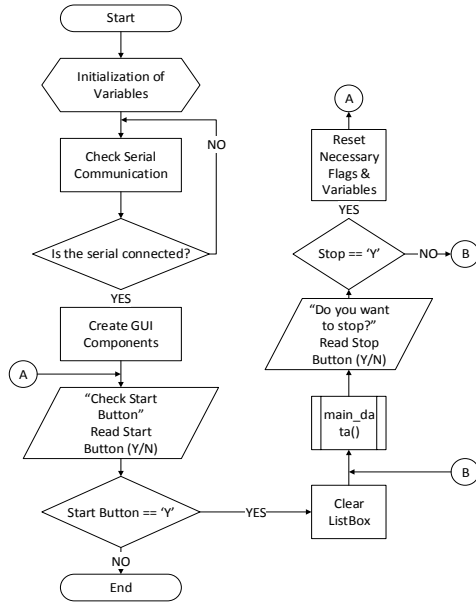 Start
Initialization of
Variables
Check Serial
Communication
NO
Is the serial connected?
YES
Create GUI
Components
A
“Check Start
Button”
Read Start
Button (Y/N)
Start Button == ‘Y’
YES
NO
End
A
Reset
Necessary
Flags &
Variables
YES
Stop == ‘Y’
NO
B
“Do you want
to stop?”
Read Stop
Button (Y/N)
main_da
ta()
B
Clear
ListBox